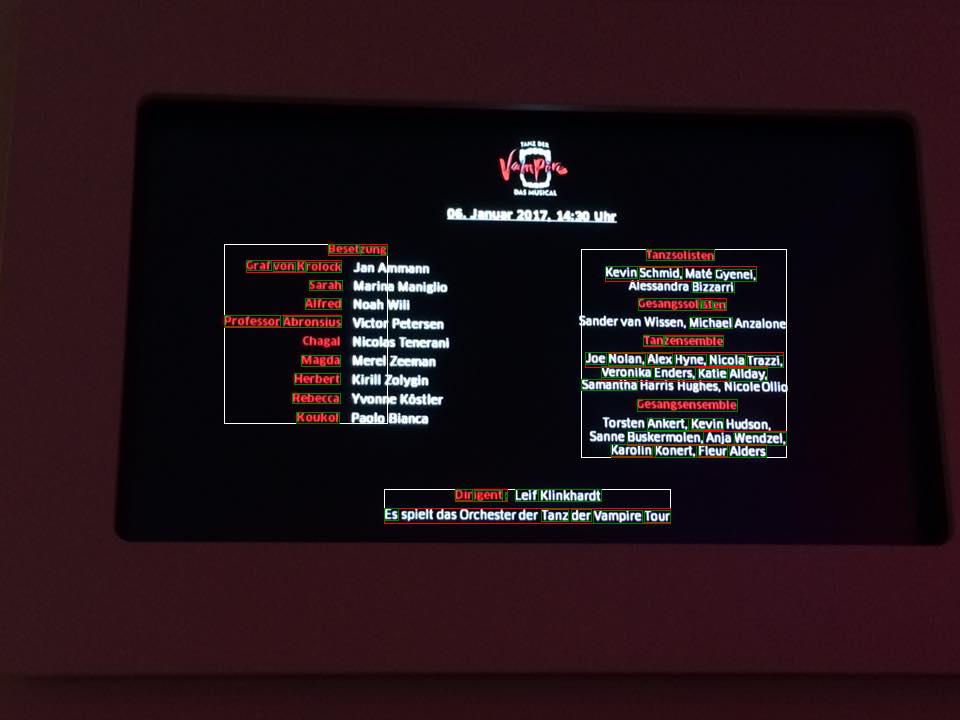 TANZ DER
Vampire
DAS MUSICAL
06. Januar 2017, 14:30 Uhr
Besetzung
Graf von Krolock Jan Ammann
Sarah Marina Maniglio
Alfred Noah Wili
Professor Abronsius Victor Petersen
Chagal Nicolas Tenerani
Magda Merel Zeeman
Herbert Kirill Zolygin
Rebecca Yvonne Köstler
Koukol Paolo Bianca
Tanzsolisten
Kevin Schmid, Maté Gyenei,
Alessandra Bizzarri
Gesangssolisten
Sander van Wissen, Michael Anzalone
Tanzensemble
Joe Nolan, Alex Hyne, Nicola Trazzi,
Veronika Enders, Katie Allday,
Samantha Harris Hughes, Nicole Ollio
Gesangsensemble
Torsten Ankert, Kevin Hudson,
Sanne Buskermolen, Anja Wendzel,
Karolin Konert, Fleur Alders
Dirigent: Leif Klinkhardt
Es spielt das Orchester der Tanz der Vampire Tour